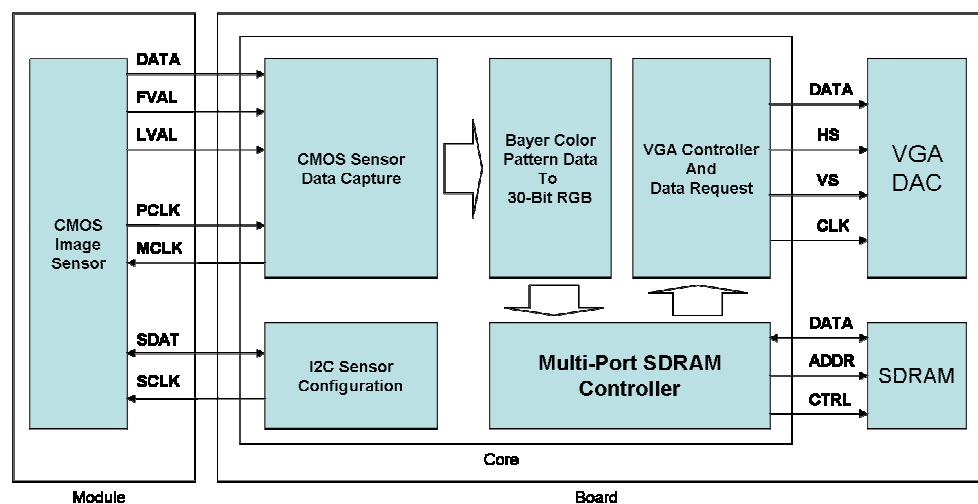 DATA
FVAL
LVAL
PCLK
MCLK
SDAT
SCLK
CMOS
Image
Sensor
CMOS Sensor
Data Capture
I2C Sensor
Configuration
Bayer Color
Pattern Data
To
30-Bit RGB
VGA Controller
And
Data Request
Multi-Port SDRAM
Controller
DATA
HS
VS
CLK
VGA
DAC
DATA
ADDR
CTRL
SDRAM
Core
Module
Board